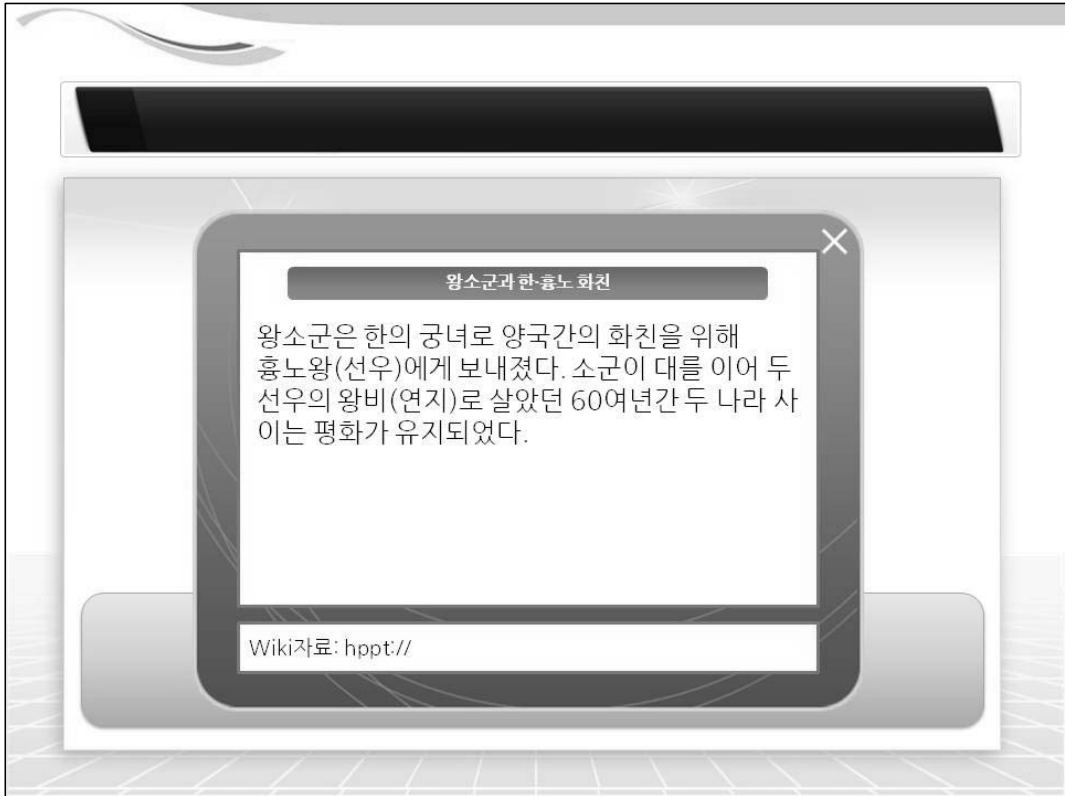 왕소군과 한·흉노 화친
왕소군은 한의 궁녀로 양국간의 화친을 위해
흉노왕(선우)에게 보내졌다. 소군이 대를 이어 두
선우의 왕비(연지)로 살았던 60여년간 두 나라 사
이는 평화가 유지되었다.
Wiki자료: hppt://